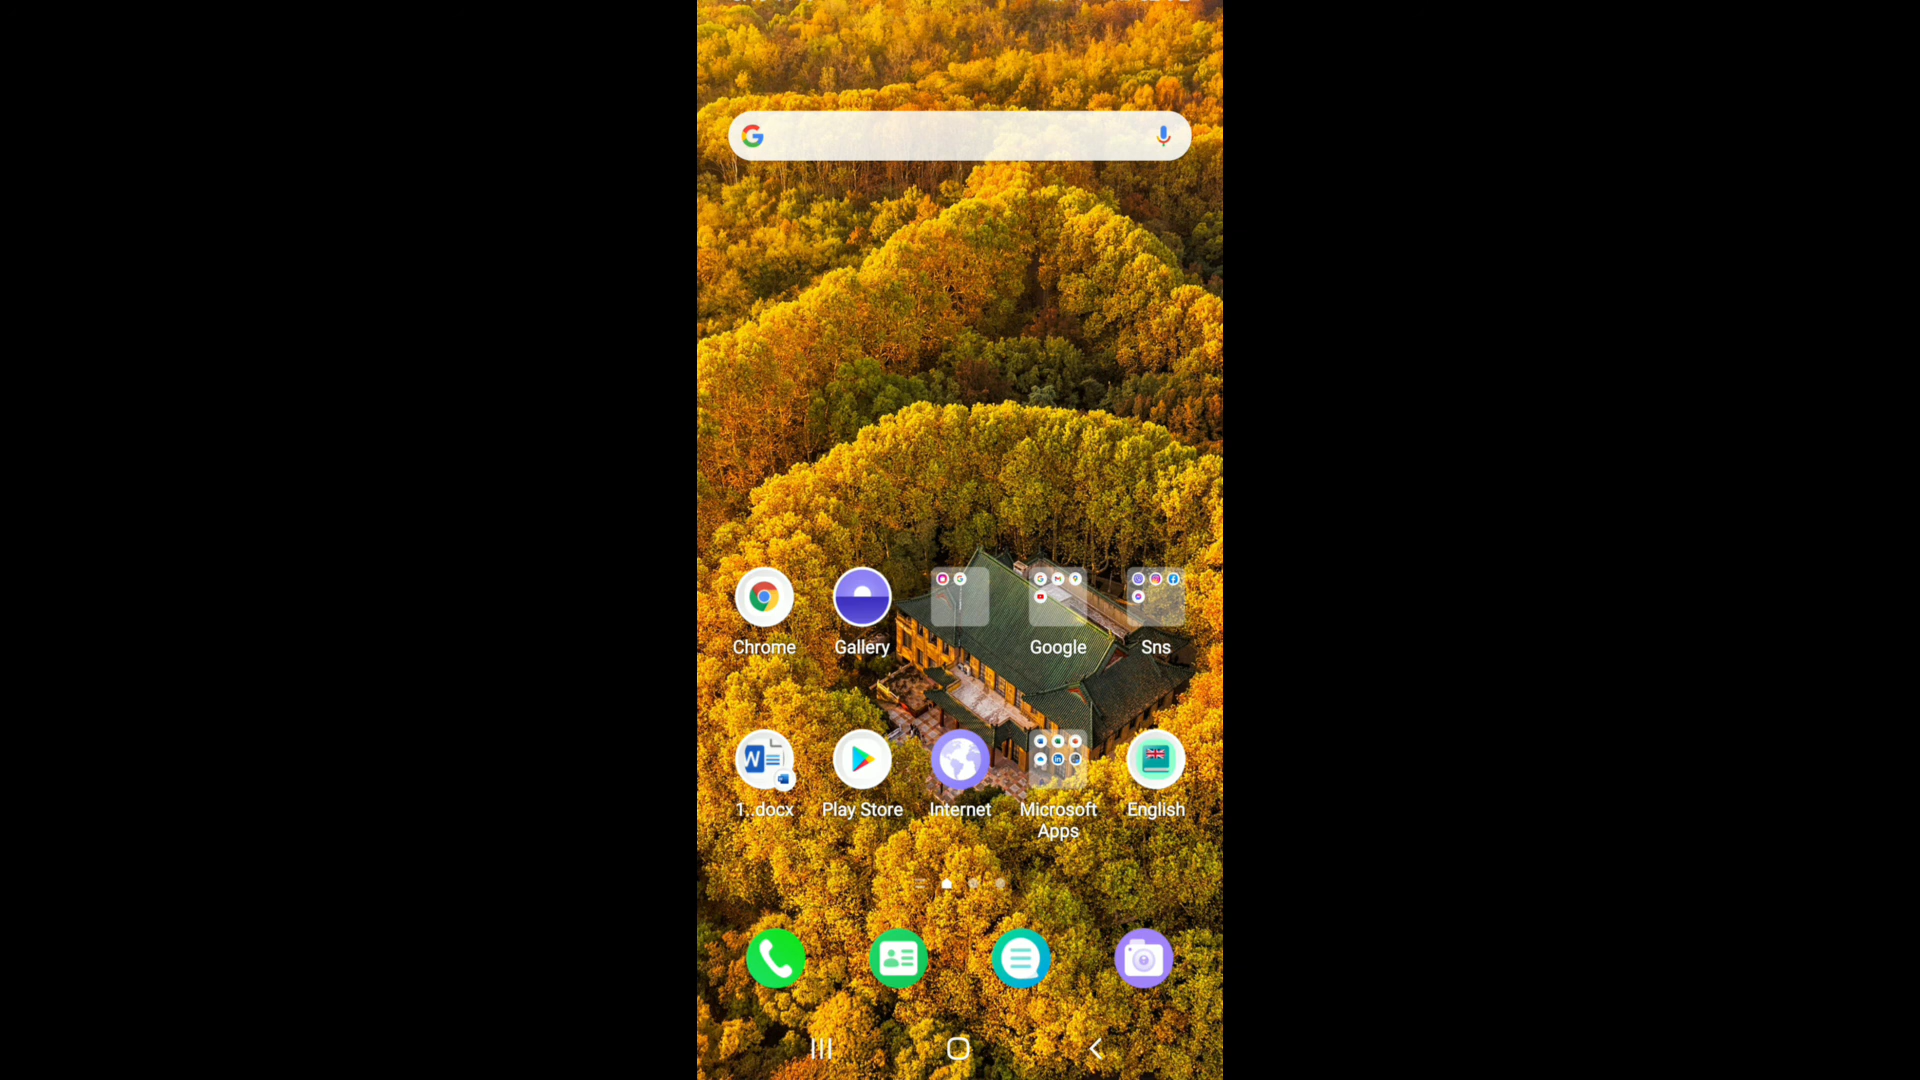 Chrome
Gallery
Google
Sns
1..docx
Play Store
Internet
Microsoft
Apps
English